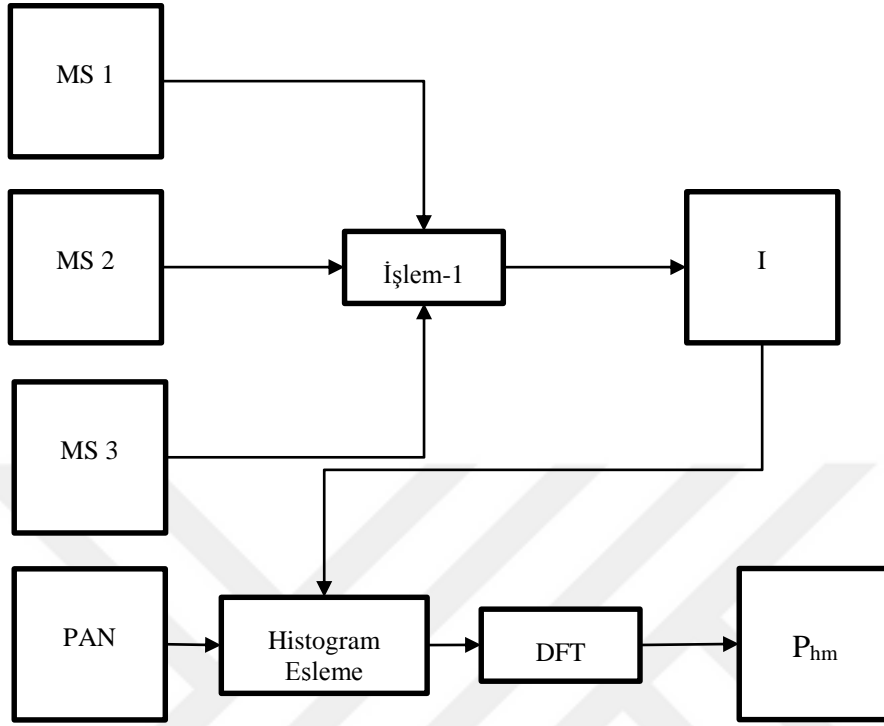 MS 1
MS 2
İşlem-1
I
MS 3
PAN
Histogram
Esleme
DFT
Phm